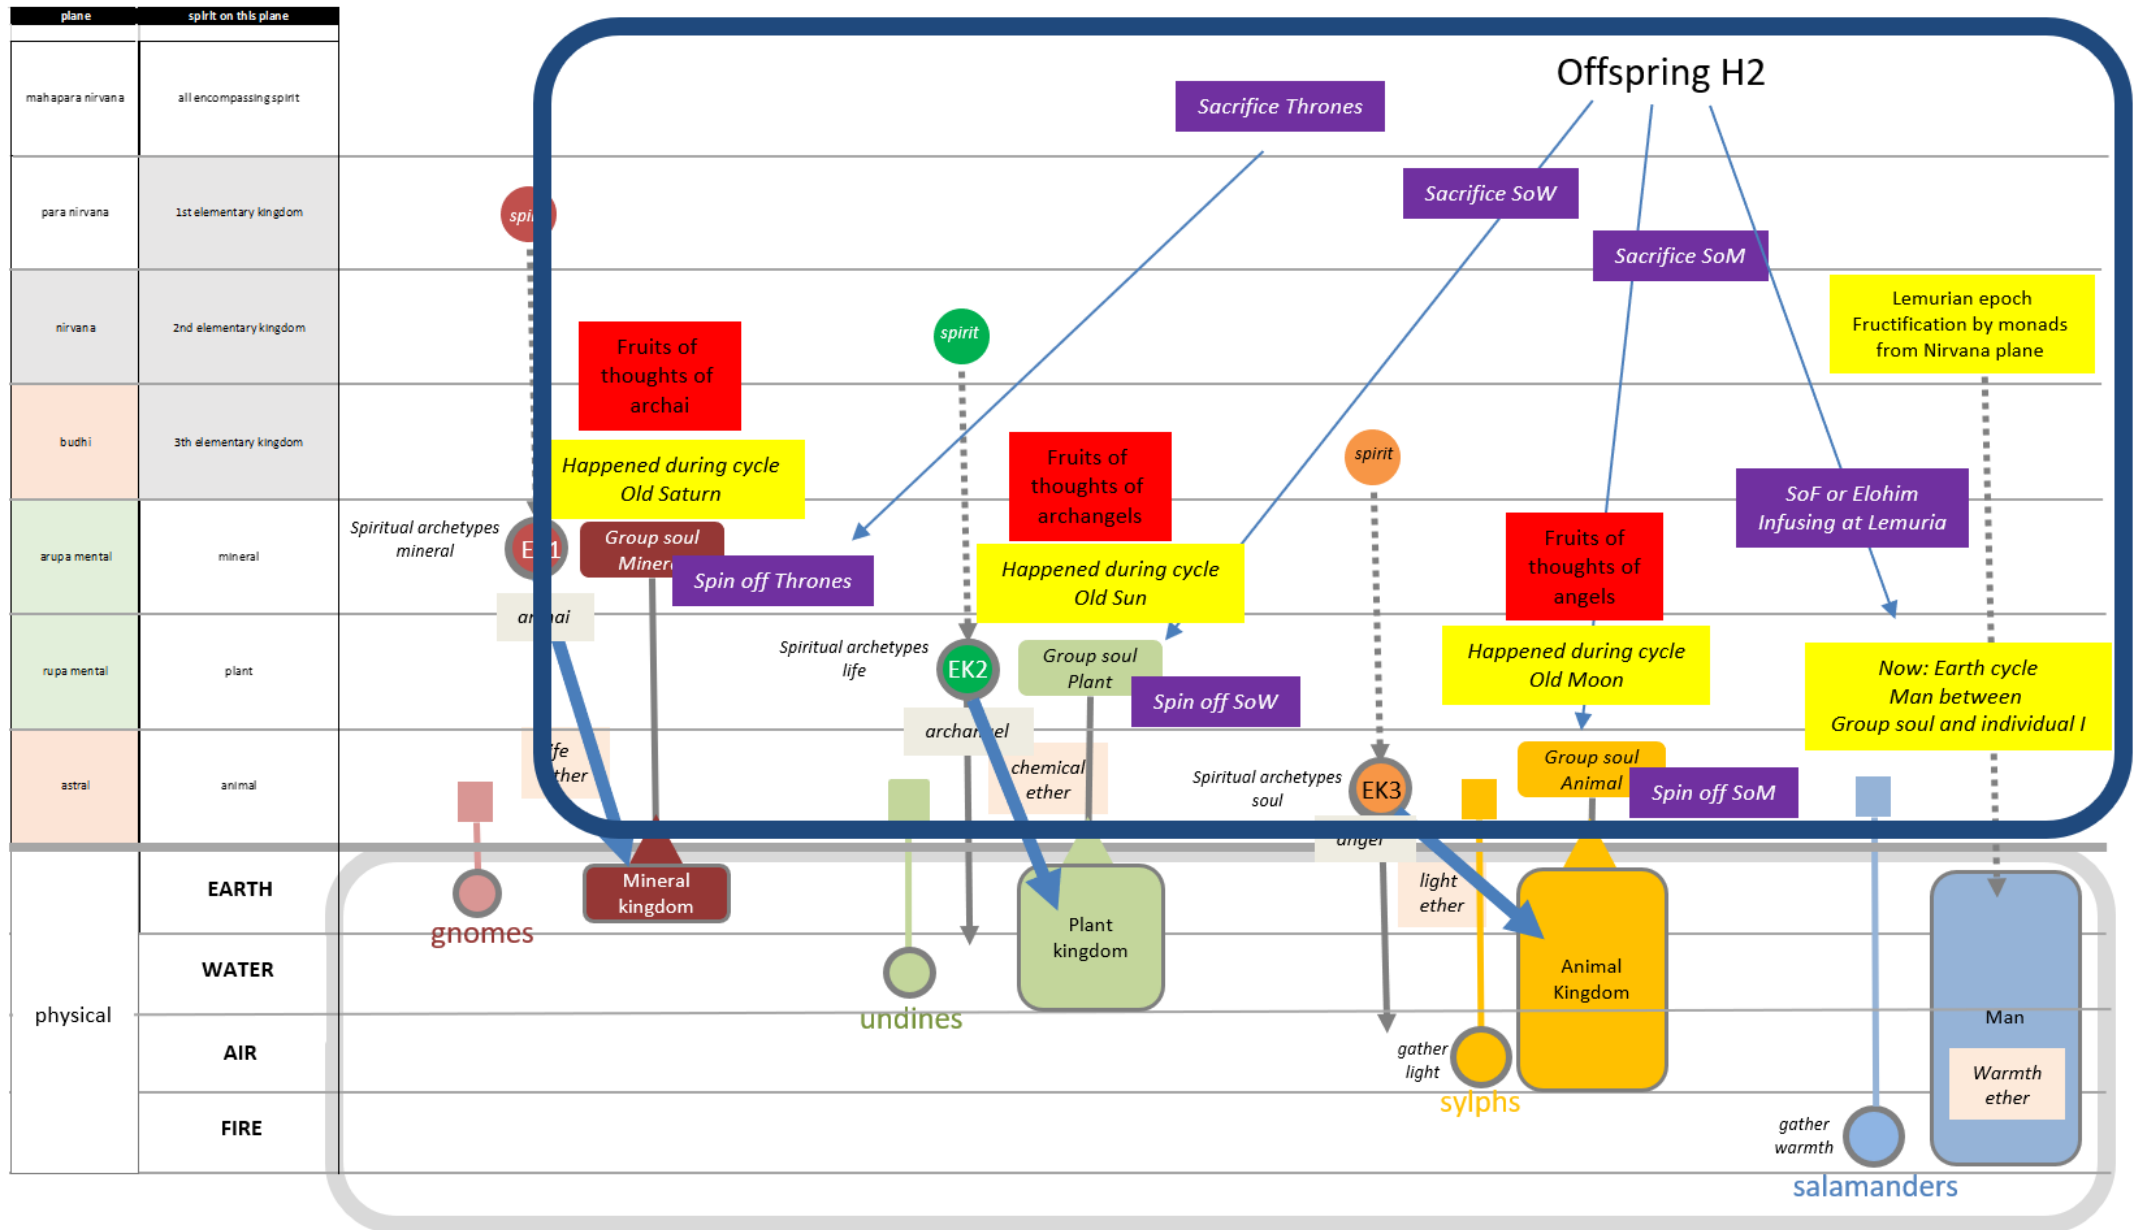 plane
spirit on this plane
mahapara nirvana
all encompassing spirit
para nirvana
1st elementary kingdom
nirvana
2nd elementary kingdom
budhi
3th elementary kingdom
arupa mental
mineral
rupa mental
plant
astral
animal
physical
EARTH
WATER
AIR
FIRE
Offspring H2
Sacrifice Thrones
Sacrifice SoW
Sacrifice SoM
Lemurian epoch
Fructification by monads
from Nirvana plane
SoF or Elohim
Infusing at Lemuria
Now: Earth cycle
Man between
Group soul and individual I
Fruits of
thoughts of
archai
Happened during cycle
Old Saturn
Spiritual archetypes
mineral
Group soul
Spin off Thrones
Mineral
kingdom
gnomes
spirit
Fruits of
thoughts of
archangels
Happened during cycle
Old Sun
Spiritual archetypes
life
EK2
Group soul
Plant
Spin off SoW
chemical
ether
Plant
kingdom
undines
spirit
Fruits of
thoughts of
angels
Happened during cycle
Old Moon
Spiritual archetypes
soul
EK3
Group soul
Animal
Spin off SoM
light
ether
Animal
Kingdom
gather
light
sylphs
Man
Warmth
ether
gather
warmth
salamanders